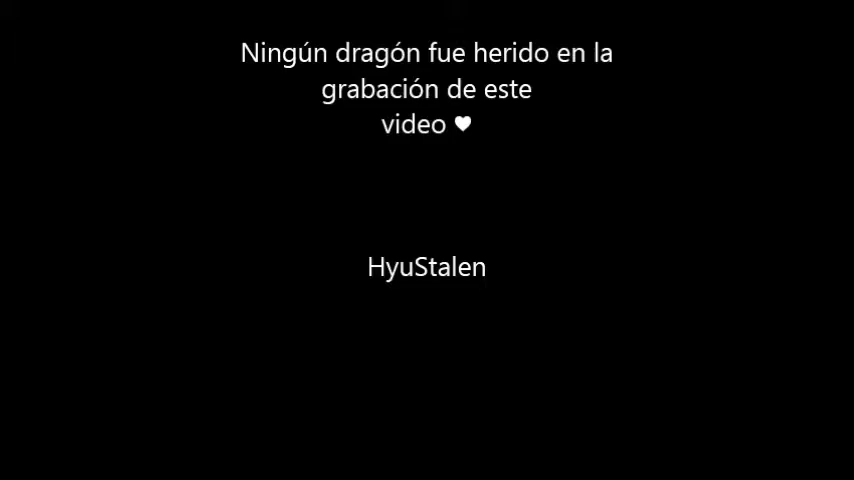 Ningún dragón fue herido en la
grabación de este
video ♥
HyuStalen